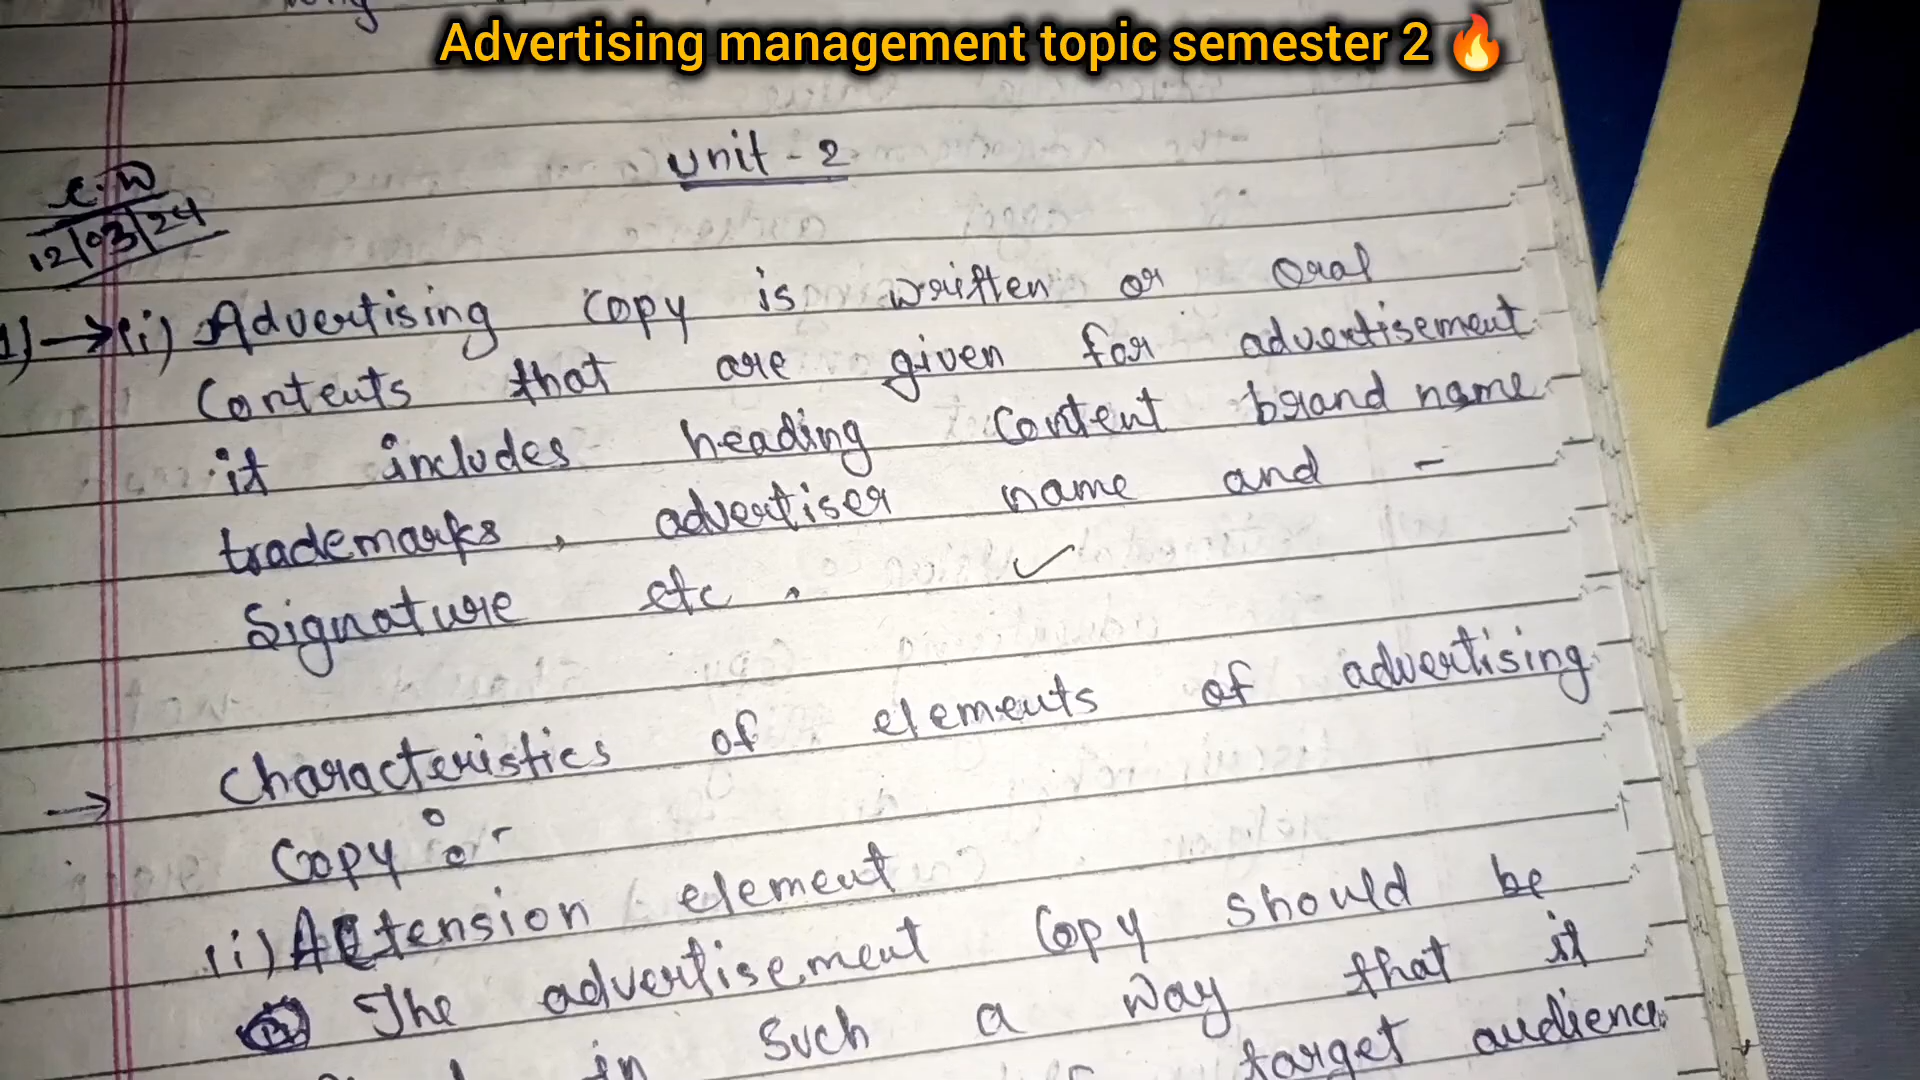 Advertising management topic semester 2 🔥
Unit - 2
C.W
12/03/24
1) → (i) Advertising copy is written or oral
Contents that are given for advertisement
it includes heading content brand name
trademarks, advertiser name and -
Signature etc.
→ Characteristics of elements of advertising
Copy :-
(i) Attension element
The advertisement copy should be
in such a way that it
target audience